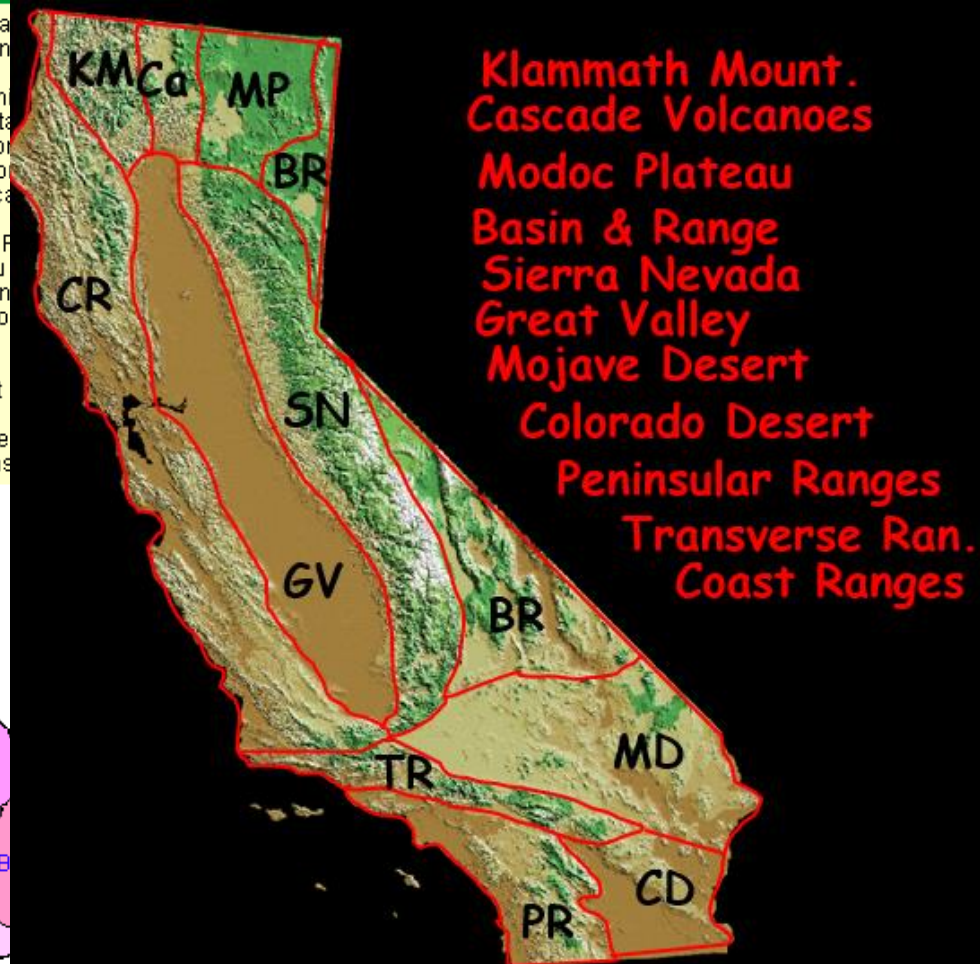 KM
Ca
MP
BR
CR
SN
GV
BR
MD
TR
CD
PR
Klammath Mount.
Cascade Volcanoes
Modoc Plateau
Basin & Range
Sierra Nevada
Great Valley
Mojave Desert
Colorado Desert
Peninsular Ranges
Transverse Ran.
Coast Ranges